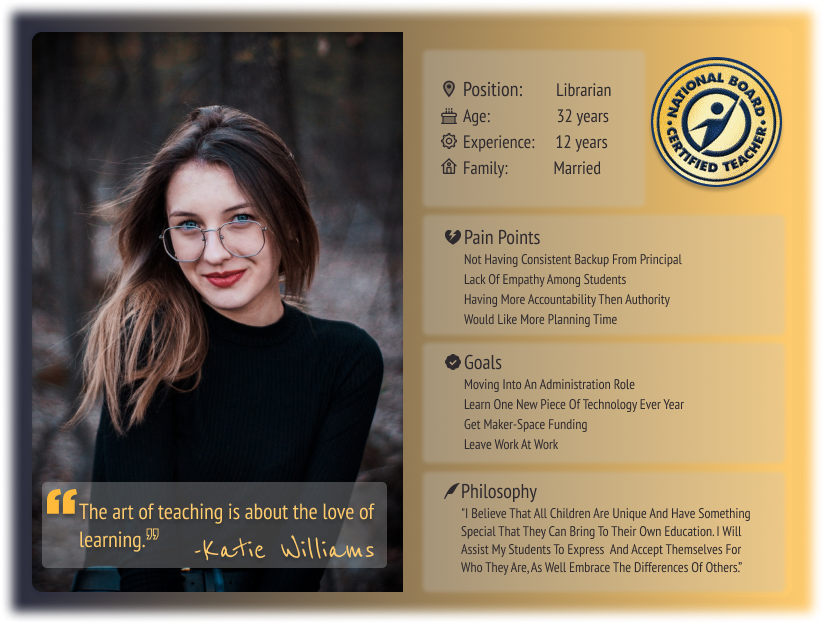 Position: Librarian
Age: 32 years
Experience: 12 years
Family: Married
NATIONAL BOARD
CERTIFIED TEACHER
Pain Points
Not Having Consistent Backup From Principal
Lack Of Empathy Among Students
Having More Accountability Then Authority
Would Like More Planning Time
Goals
Moving Into An Administration Role
Learn One New Piece Of Technology Ever Year
Get Maker-Space Funding
Leave Work At Work
Philosophy
"I Believe That All Children Are Unique And Have Something
Special That They Can Bring To Their Own Education. I Will
Assist My Students To Express And Accept Themselves For
Who They Are, As Well Embrace The Differences Of Others."
“The art of teaching is about the love of
learning.”
-Katie Williams